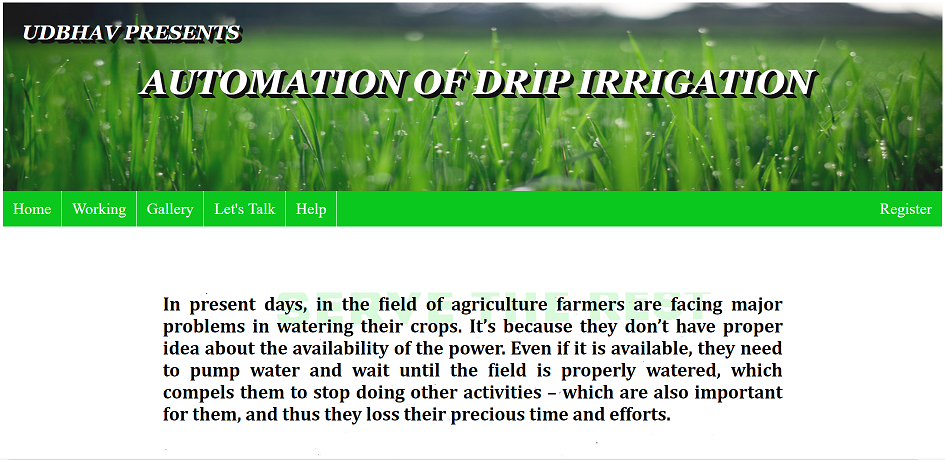 UDBHAV PRESENTS
AUTOMATION OF DRIP IRRIGATION
Home Working Gallery Let's Talk Help Register
SERVE THE BEST
In present days, in the field of agriculture farmers are facing major
problems in watering their crops. It’s because they don’t have proper
idea about the availability of the power. Even if it is available, they need
to pump water and wait until the field is properly watered, which
compels them to stop doing other activities – which are also important
for them, and thus they loss their precious time and efforts.